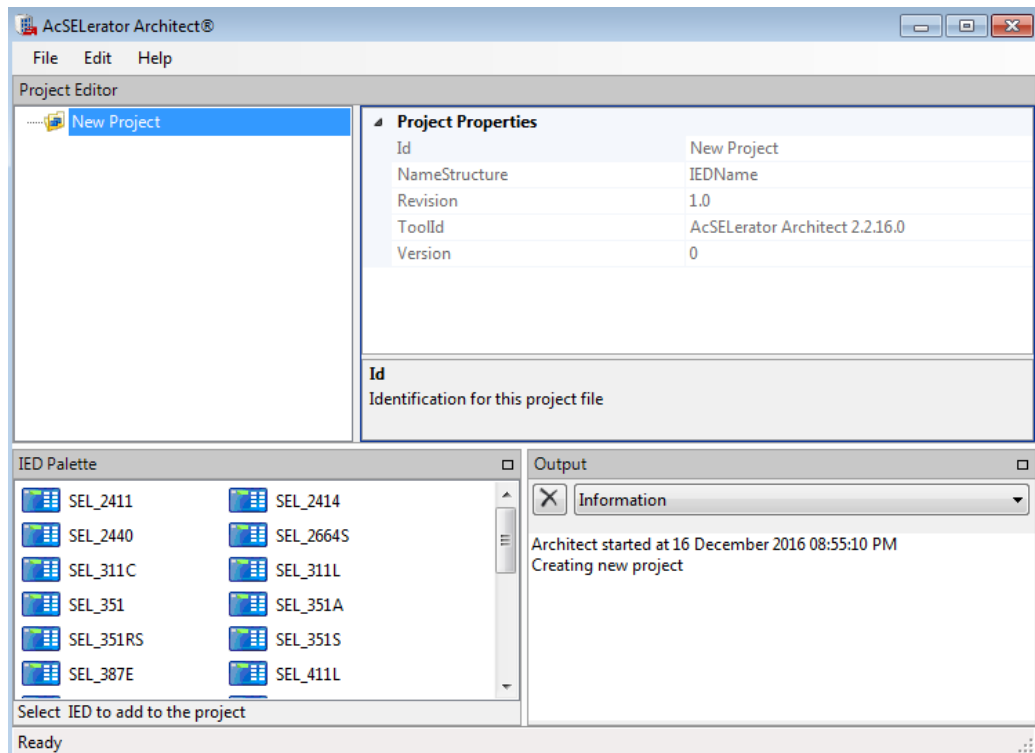 AcSELerator Architect®
File Edit Help
Project Editor
New Project
Project Properties
Id New Project
NameStructure IEDName
Revision 1.0
ToolId AcSELerator Architect 2.2.16.0
Version 0
Id
Identification for this project file
IED Palette
SEL_2411 SEL_2414
SEL_2440 SEL_2664S
SEL_311C SEL_311L
SEL_351 SEL_351A
SEL_351RS SEL_351S
SEL_387E SEL_411L
Select IED to add to the project
Output
Information
Architect started at 16 December 2016 08:55:10 PM
Creating new project
Ready